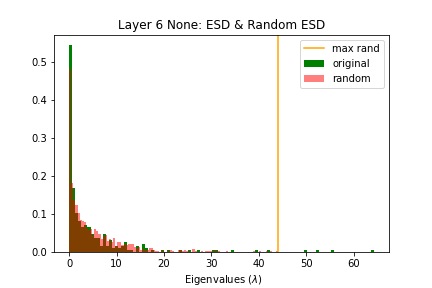 Layer 6 None: ESD & Random ESD
max rand
original
random
0.5
0.4
0.3
0.2
0.1
0.0
0 10 20 30 40 50 60
Eigenvalues (λ)